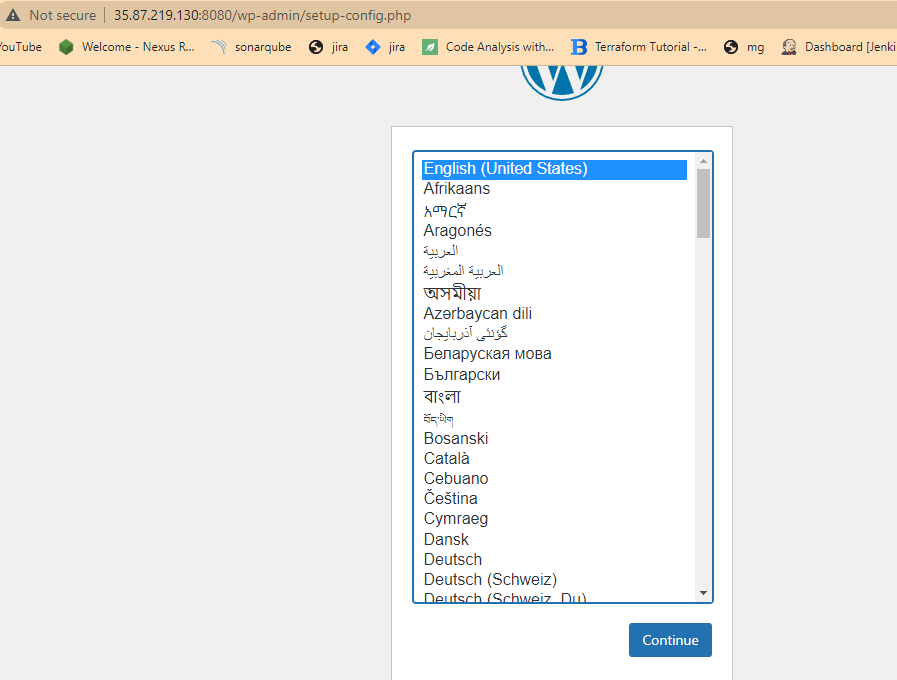 Not secure 35.87.219.130:8080/wp-admin/setup-config.php
YouTube Welcome - Nexus R... sonarqube jira jira Code Analysis with... Terraform Tutorial -... mg Dashboard [Jenki
English (United States)
Afrikaans
አማርኛ
Aragonés
العربية
العربية المغربية
অসমীয়া
Azərbaycan dili
گؤنئی آذربایجان
Беларуская мова
Български
বাংলা
བོད་ཡིག
Bosanski
Català
Cebuano
Čeština
Cymraeg
Dansk
Deutsch
Deutsch (Schweiz)
Deutsch (Schweiz, Du)
Continue